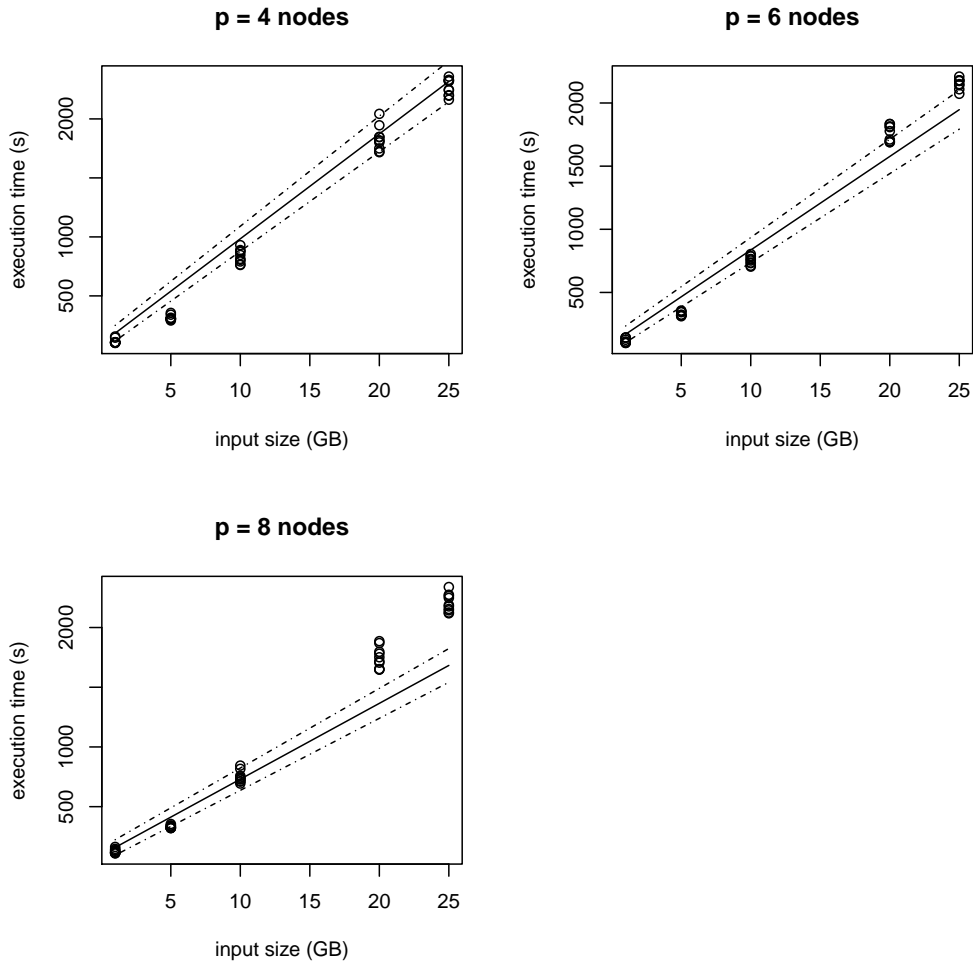 p = 4 nodes
execution time (s)
500
1000
2000
5
10
15
20
25
input size (GB)
p = 6 nodes
execution time (s)
500
1000
1500
2000
5
10
15
20
25
input size (GB)
p = 8 nodes
execution time (s)
500
1000
2000
5
10
15
20
25
input size (GB)